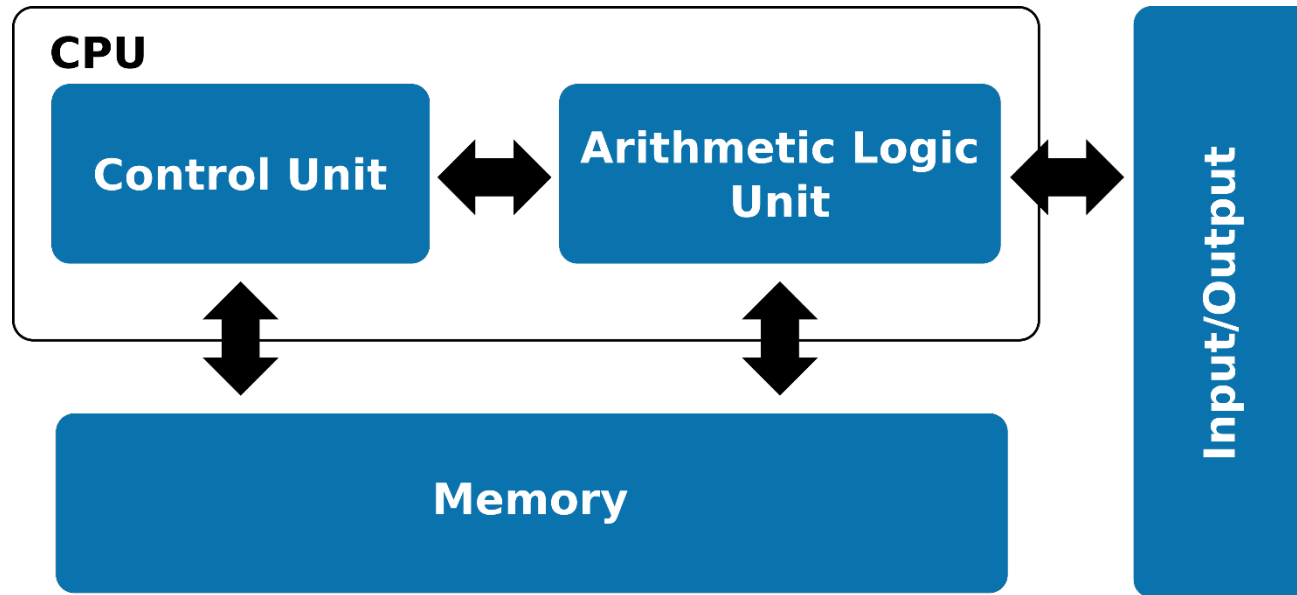 CPU
Control Unit
Arithmetic Logic
Unit
Input/Output
Memory